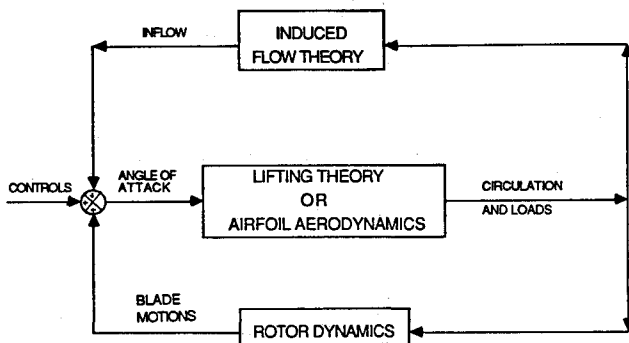 INDUCED
FLOW THEORY
INFLOW
CONTROLS
ANGLE OF
ATTACK
LIFTING THEORY
OR
AIRFOIL AERODYNAMICS
CIRCULATION
AND LOADS
BLADE
MOTIONS
ROTOR DYNAMICS